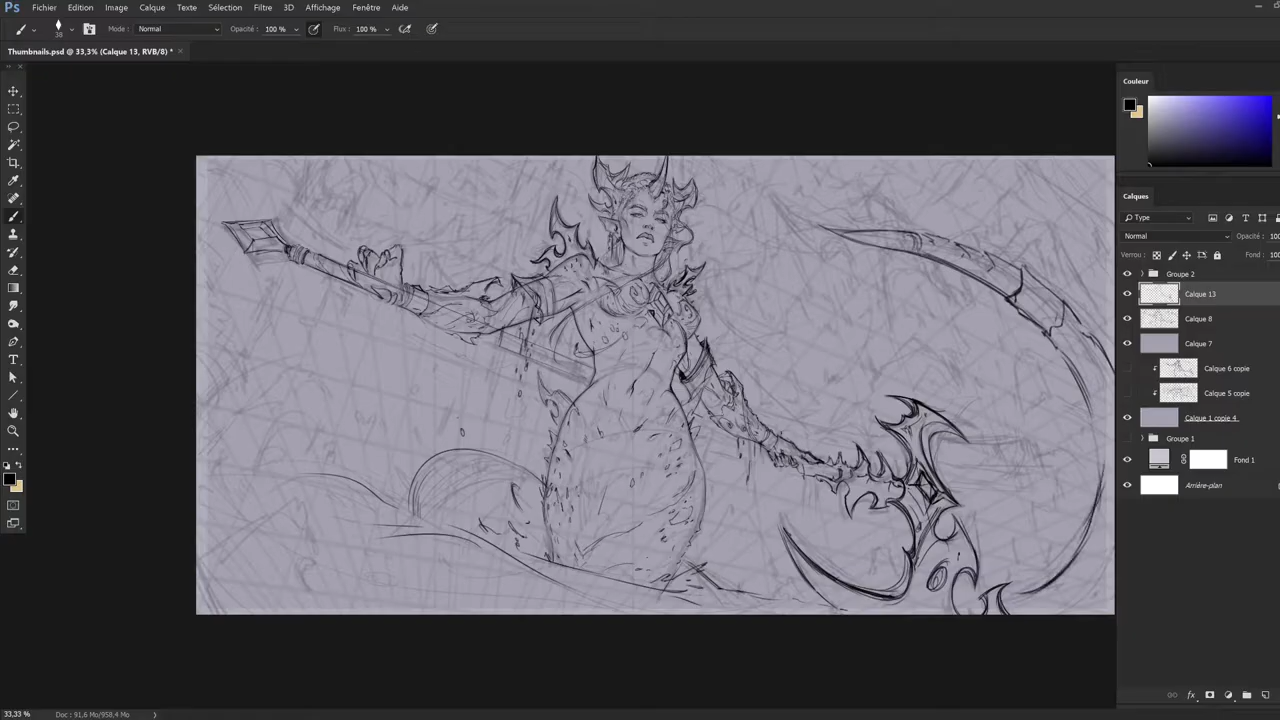 Ps Fichier Edition Image Calque Texte Sélection Filtre 3D Affichage Fenêtre Aide
38 Mode : Normal Opacité : 100 % Flux : 100 %
Thumbnails.psd @ 33,3% (Calque 13, RVB/8) *
Couleur
Calques
Type
Normal Opacité : 100
Verrou : Fond : 100
Groupe 2
Calque 13
Calque 8
Calque 7
Calque 6 copie
Calque 5 copie
Calque 1 copie 4
Groupe 1
Fond 1
Arrière-plan
33,33 % Doc : 91,6 Mo/958,4 Mo